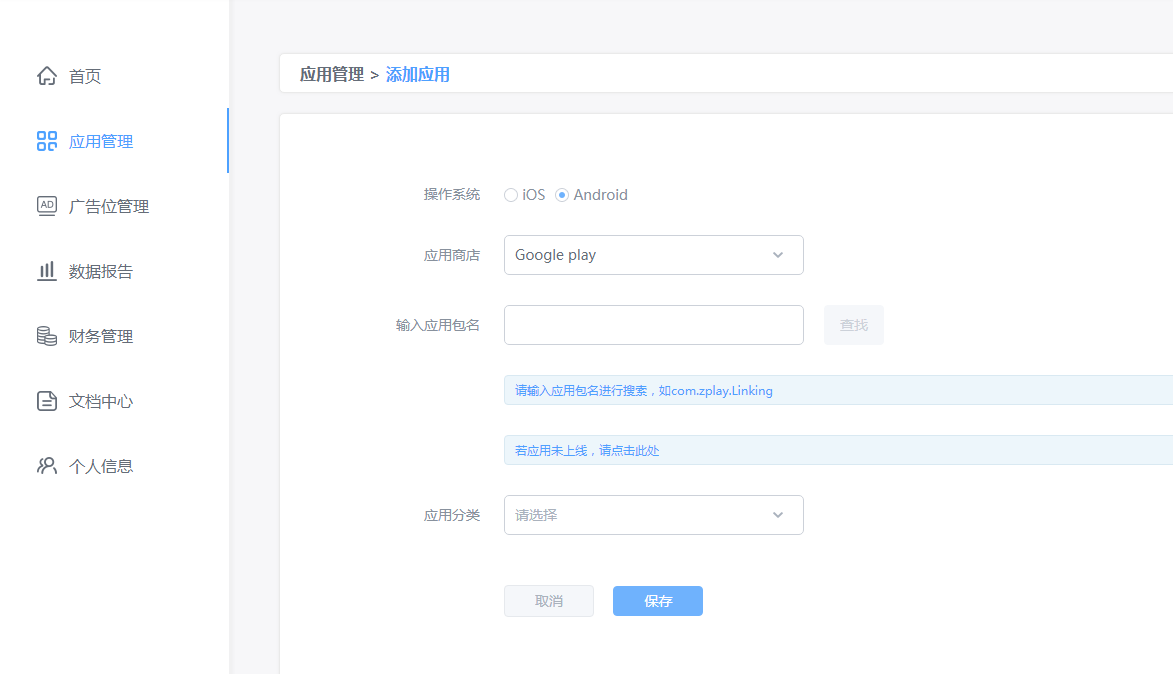 首页
应用管理
AD 广告位管理
数据报告
财务管理
文档中心
个人信息
应用管理 > 添加应用
操作系统 iOS Android
应用商店 Google play
输入应用包名 查找
请输入应用包名进行搜索，如com.zplay.Linking
若应用未上线，请点击此处
应用分类 请选择
取消 保存